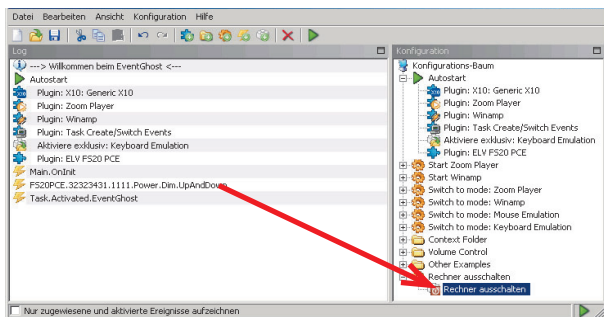 Datei Bearbeiten Ansicht Konfiguration Hilfe
Log
---> Willkommen beim EventGhost <---
Autostart
Plugin: X10: Generic X10
Plugin: Zoom Player
Plugin: Winamp
Plugin: Task Create/Switch Events
Aktiviere exklusiv: Keyboard Emulation
Plugin: ELV FS20 PCE
Main.OnInit
FS20PCE.32323431.1111.Power.Dim.UpAndDown
Task.Activated.EventGhost
Nur zugewiesene und aktivierte Ereignisse aufzeichnen
Konfiguration
Konfigurations-Baum
Autostart
Plugin: X10: Generic X10
Plugin: Zoom Player
Plugin: Winamp
Plugin: Task Create/Switch Events
Aktiviere exklusiv: Keyboard Emulation
Plugin: ELV FS20 PCE
Start Zoom Player
Start Winamp
Switch to mode: Zoom Player
Switch to mode: Winamp
Switch to mode: Mouse Emulation
Switch to mode: Keyboard Emulation
Context Folder
Volume Control
Other Examples
Rechner ausschalten
Rechner ausschalten